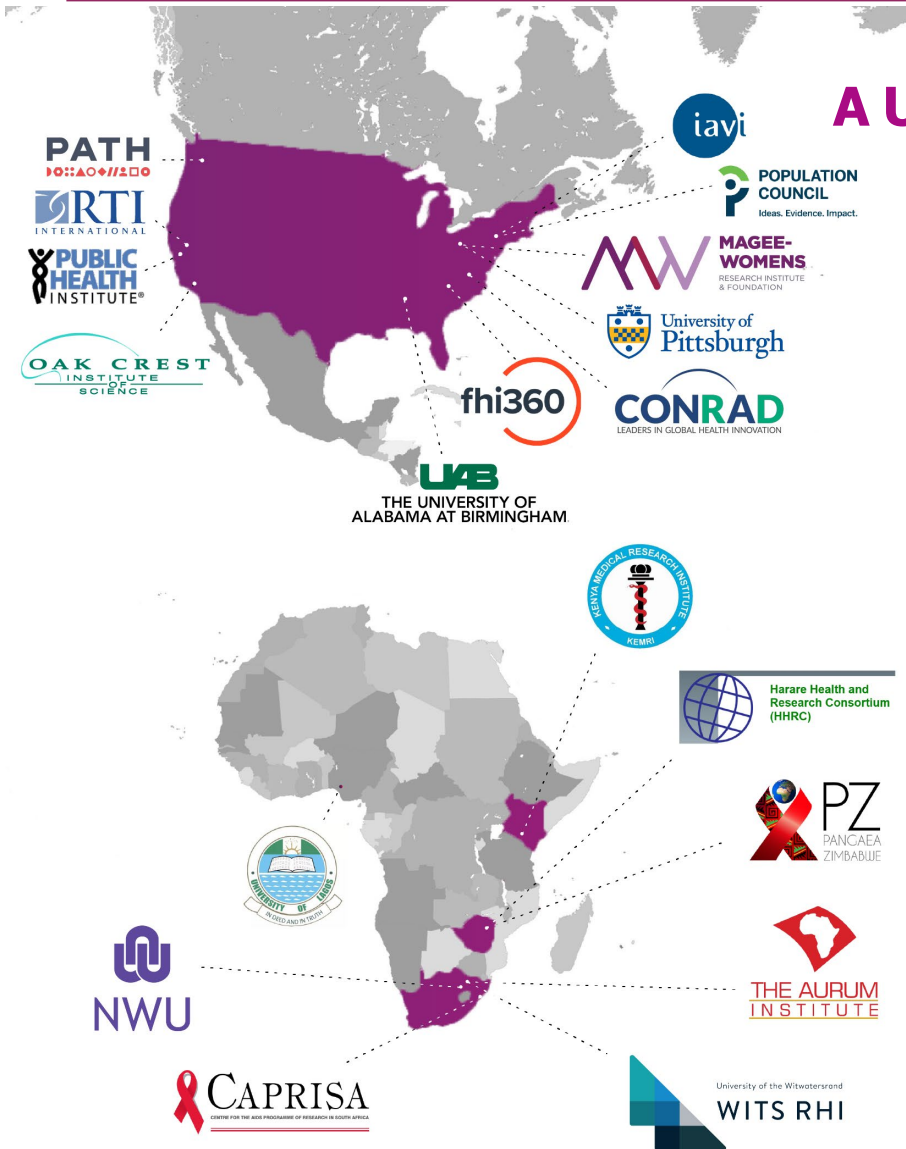 A U
PATH
iavi
POPULATION
COUNCIL
Ideas. Evidence. Impact.
RTI
INTERNATIONAL
MAGEE-
WOMENS
RESEARCH INSTITUTE
& FOUNDATION
PUBLIC
HEALTH
INSTITUTE®
University of
Pittsburgh
OAK CREST
INSTITUTE
OF
SCIENCE
fhi360
CONRAD
LEADERS IN GLOBAL HEALTH INNOVATION
UAB
THE UNIVERSITY OF
ALABAMA AT BIRMINGHAM
KENYA MEDICAL RESEARCH INSTITUTE
KEMRI
Harare Health and
Research Consortium
(HHRC)
PZ
PANGAEA
ZIMBABWE
UNIVERSITY OF LAGOS
IN DEED AND IN TRUTH
NWU
THE AURUM
INSTITUTE
CAPRISA
CENTRE FOR THE AIDS PROGRAMME OF RESEARCH IN SOUTH AFRICA
University of the Witwatersrand
WITS RHI